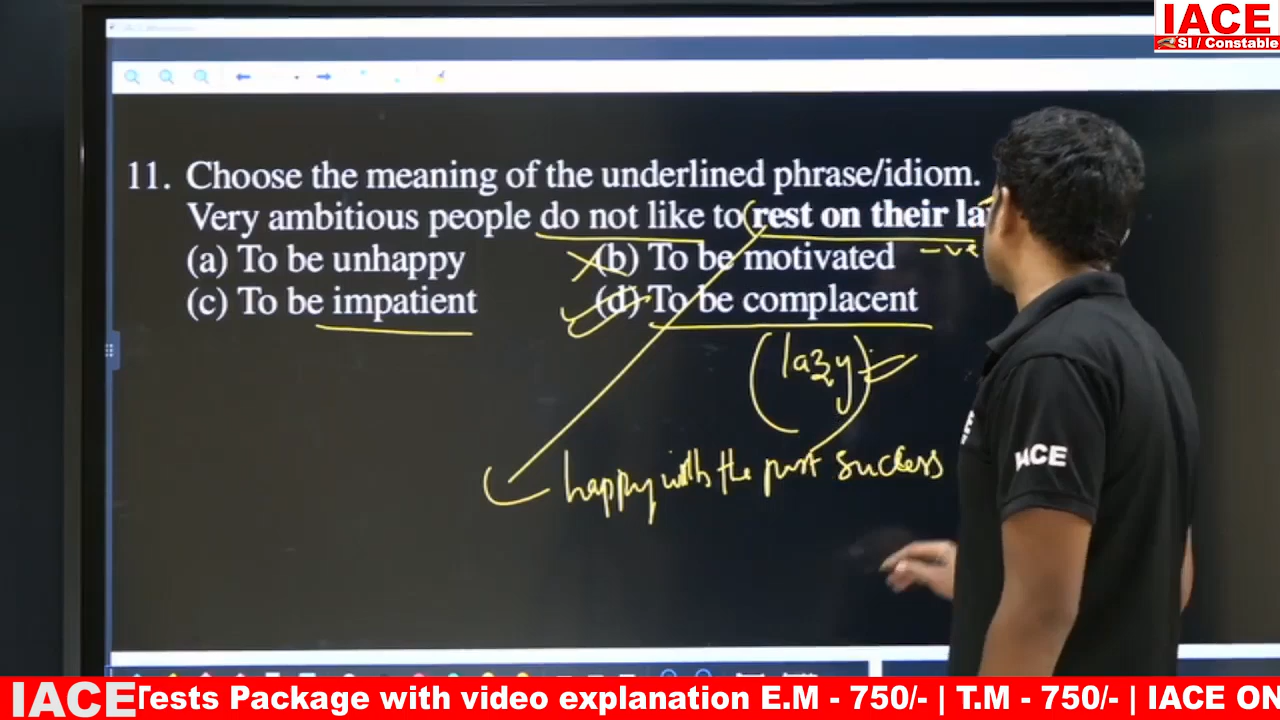 IACE
SI / Constable
11. Choose the meaning of the underlined phrase/idiom.
Very ambitious people do not like to rest on their la
-ve
(a) To be unhappy (b) To be motivated
(c) To be impatient (d) To be complacent
(lazy)
happy with the past success
IACE
IACE Tests Package with video explanation E.M - 750/- | T.M - 750/- | IACE ON